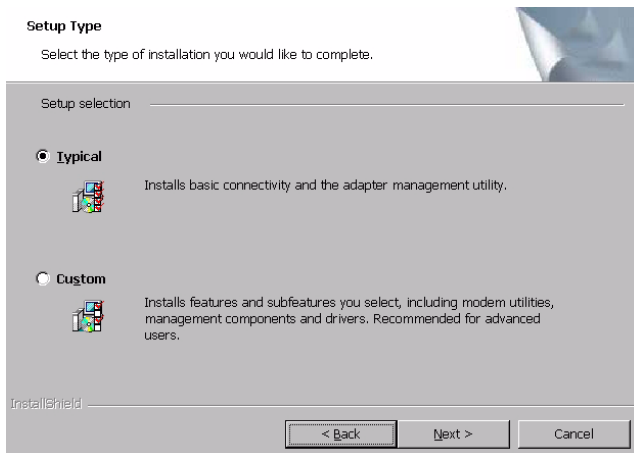 Setup Type
Select the type of installation you would like to complete.
Setup selection
Typical
Installs basic connectivity and the adapter management utility.
Custom
Installs features and subfeatures you select, including modem utilities,
management components and drivers. Recommended for advanced
users.
InstallShield
< Back Next > Cancel